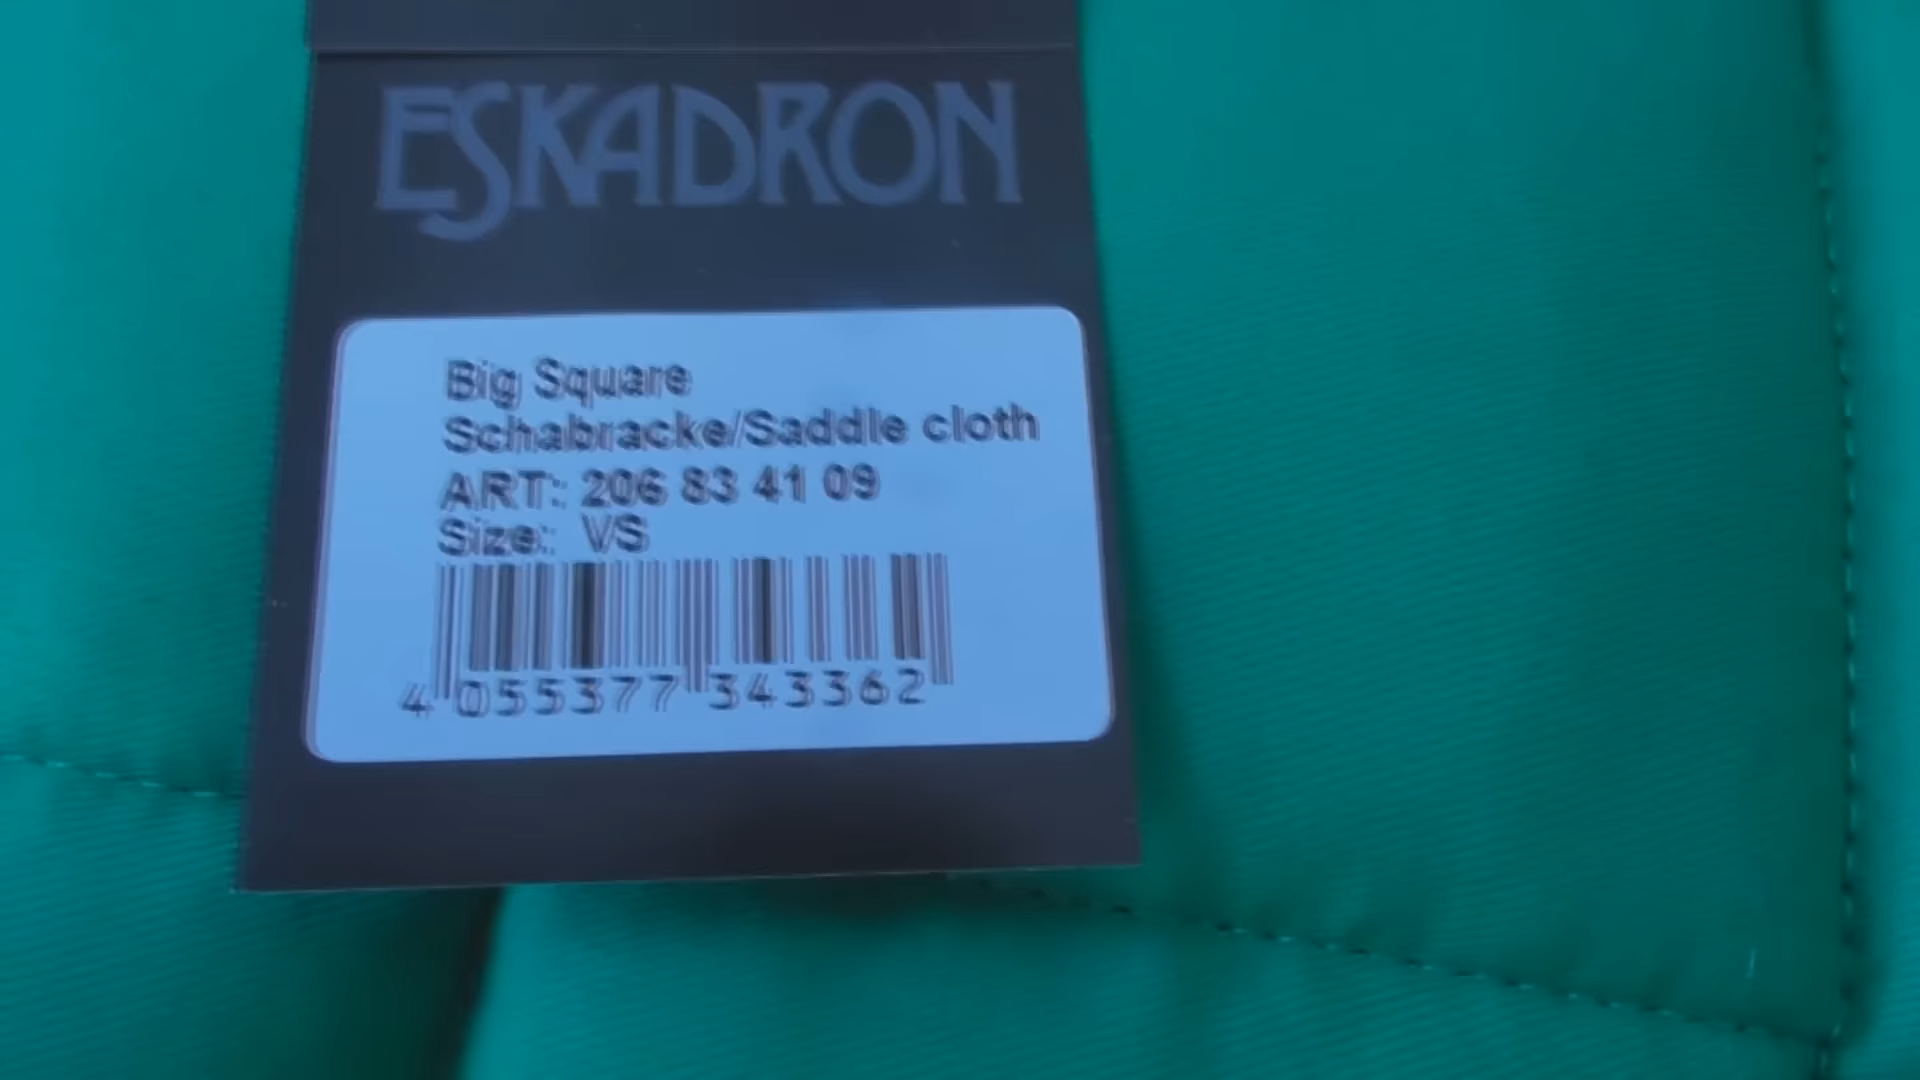 ESKADRON
Big Square
Schabracke/Saddle cloth
ART: 206 83 41 09
Size: VS
4 055377 343362